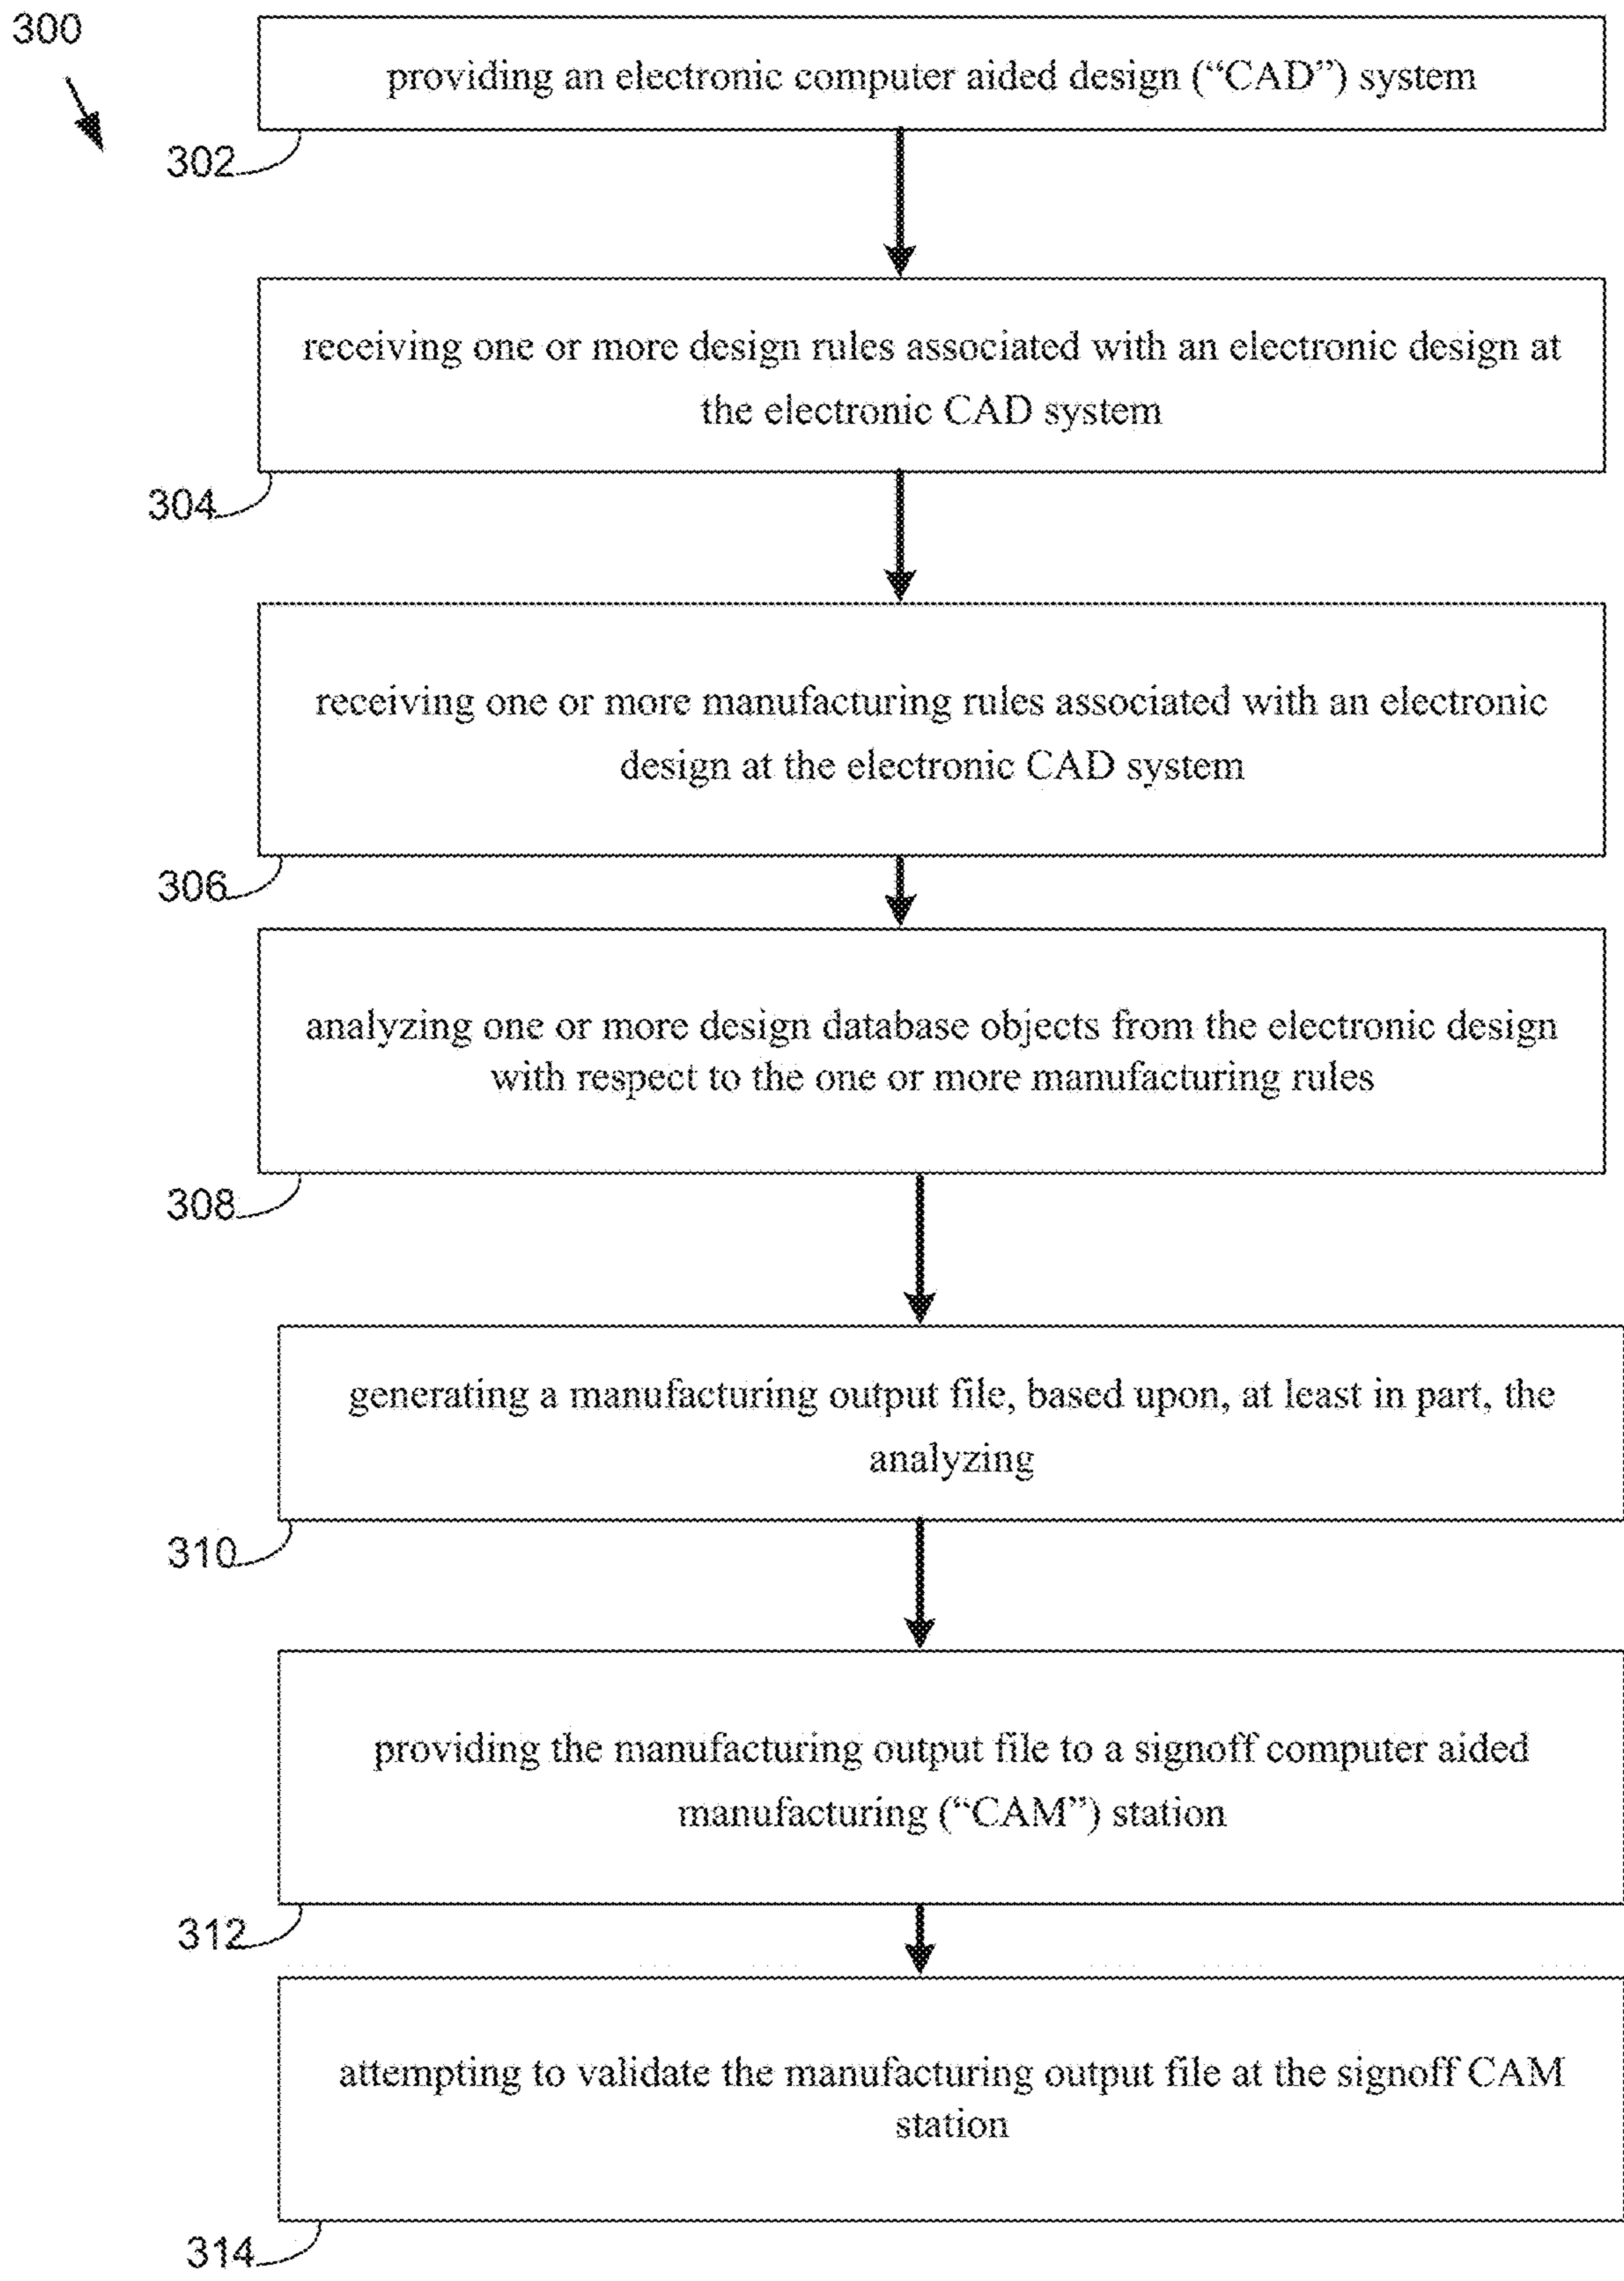 300
providing an electronic computer aided design (“CAD”) system
302
receiving one or more design rules associated with an electronic design at
the electronic CAD system
304
receiving one or more manufacturing rules associated with an electronic
design at the electronic CAD system
306
analyzing one or more design database objects from the electronic design
with respect to the one or more manufacturing rules
308
generating a manufacturing output file, based upon, at least in part, the
analyzing
310
providing the manufacturing output file to a signoff computer aided
manufacturing (“CAM”) station
312
attempting to validate the manufacturing output file at the signoff CAM
station
314